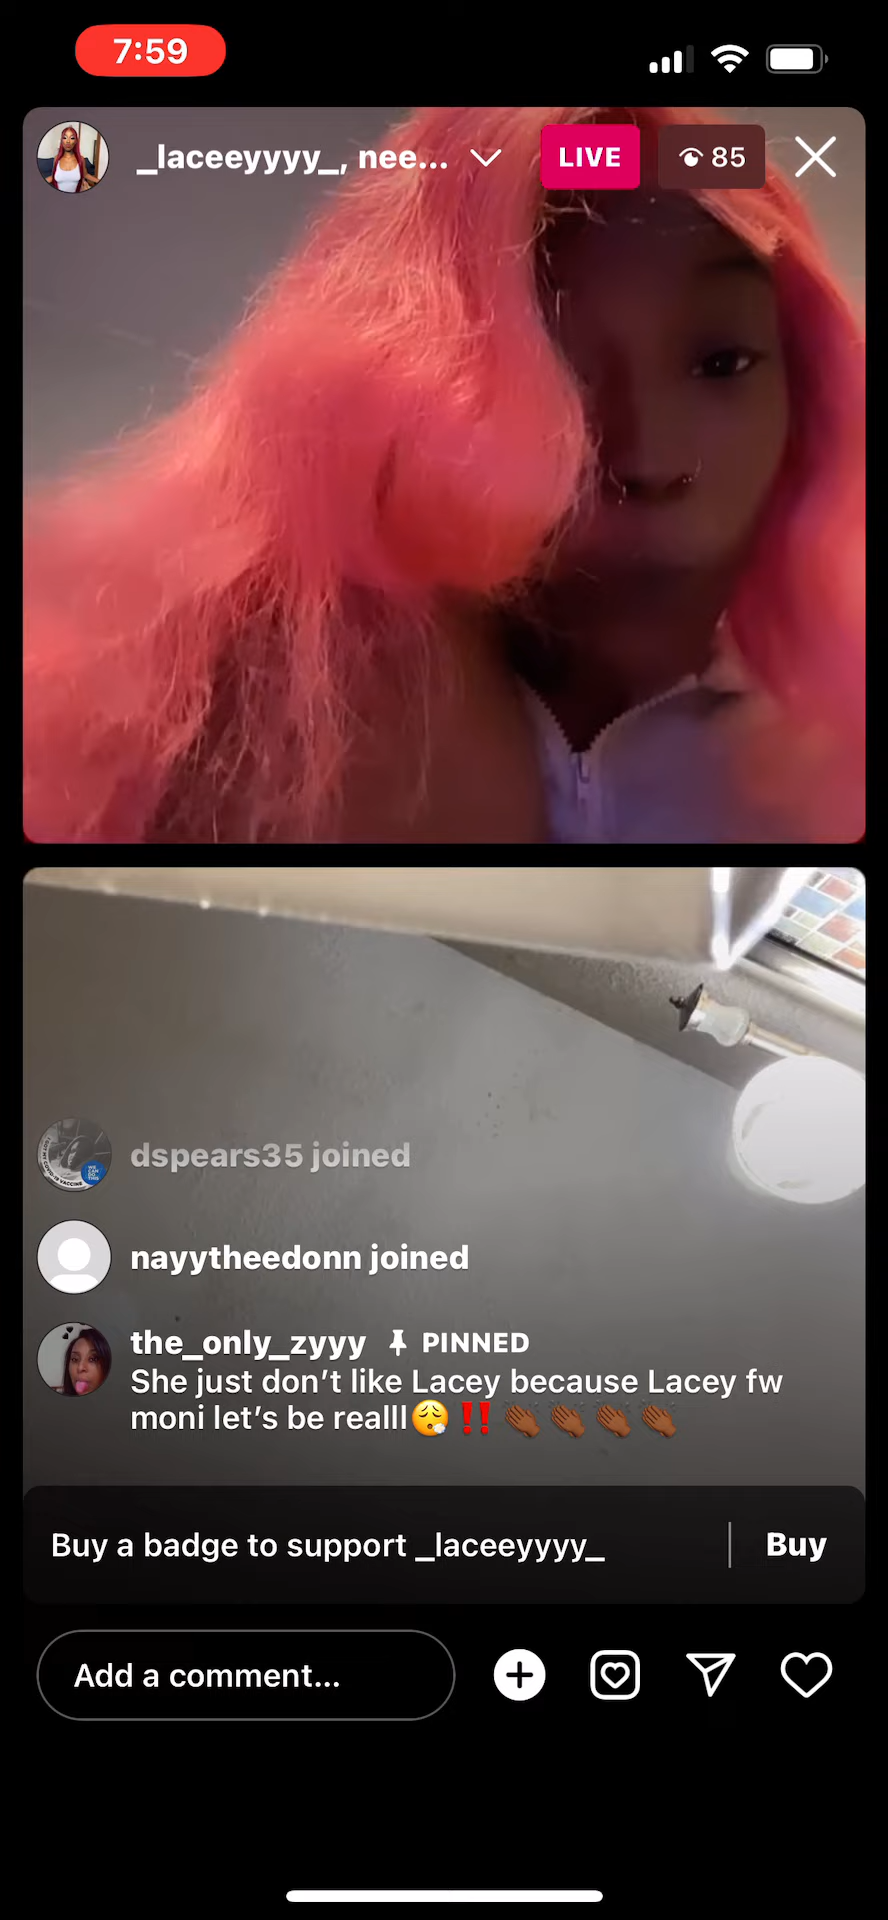 7:59
_laceeyyyy_, nee...
LIVE
85
dspears35 joined
nayytheedonn joined
the_only_zyyy PINNED
She just don’t like Lacey because Lacey fw
moni let’s be realll😮‍💨‼️👏🏾👏🏾👏🏾👏🏾
Buy a badge to support _laceeyyyy_
Buy
Add a comment...